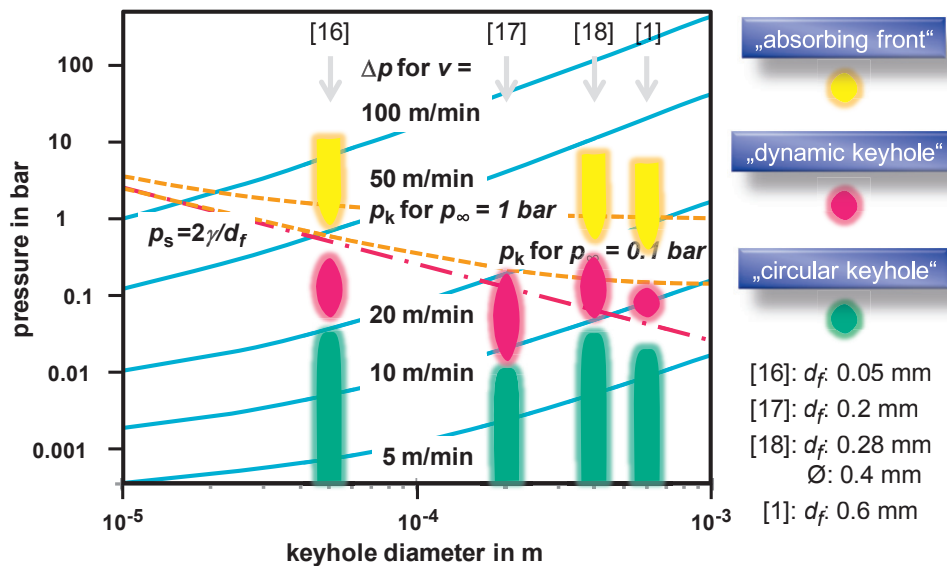 [16] [17] [18] [1]
Δp for v =
100 m/min
50 m/min
pk for p∞ = 1 bar
ps=2γ/df
pk for p∞ = 0.1 bar
20 m/min
10 m/min
5 m/min
pressure in bar
100
10
1
0.1
0.01
0.001
10-5 10-4 10-3
keyhole diameter in m
„absorbing front“
„dynamic keyhole“
„circular keyhole“
[16]: df: 0.05 mm
[17]: df: 0.2 mm
[18]: df: 0.28 mm
Ø: 0.4 mm
[1]: df: 0.6 mm